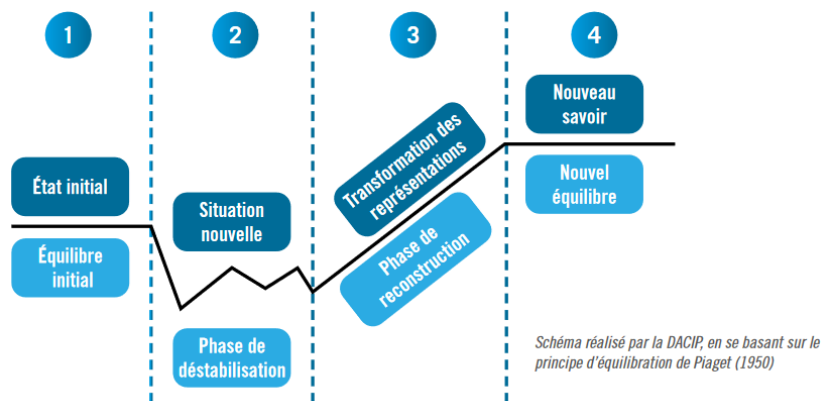 1
2
3
4
État initial
Équilibre
initial
Situation
nouvelle
Phase de
déstabilisation
Transformation des
représentations
Phase de
reconstruction
Nouveau
savoir
Nouvel
équilibre
Schéma réalisé par la DACIP, en se basant sur le
principe d'équilibration de Piaget (1950)